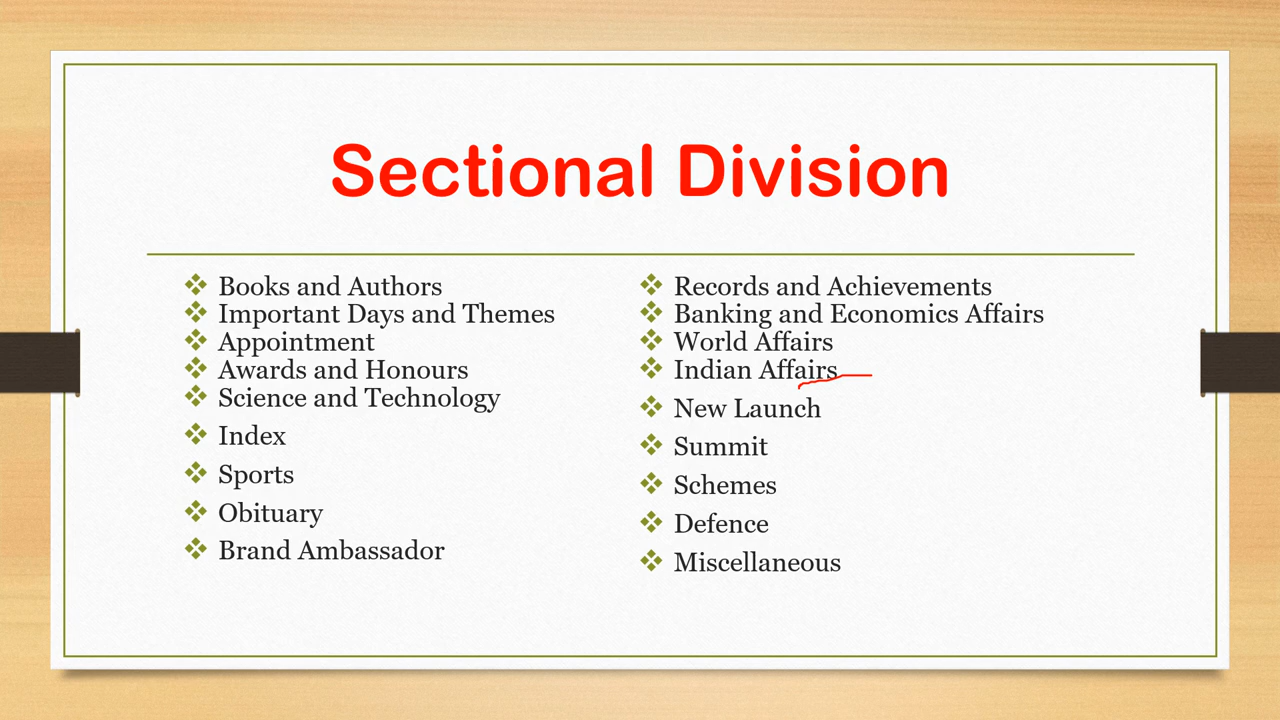 Sectional Division
Books and Authors
Important Days and Themes
Appointment
Awards and Honours
Science and Technology
Index
Sports
Obituary
Brand Ambassador
Records and Achievements
Banking and Economics Affairs
World Affairs
Indian Affairs
New Launch
Summit
Schemes
Defence
Miscellaneous